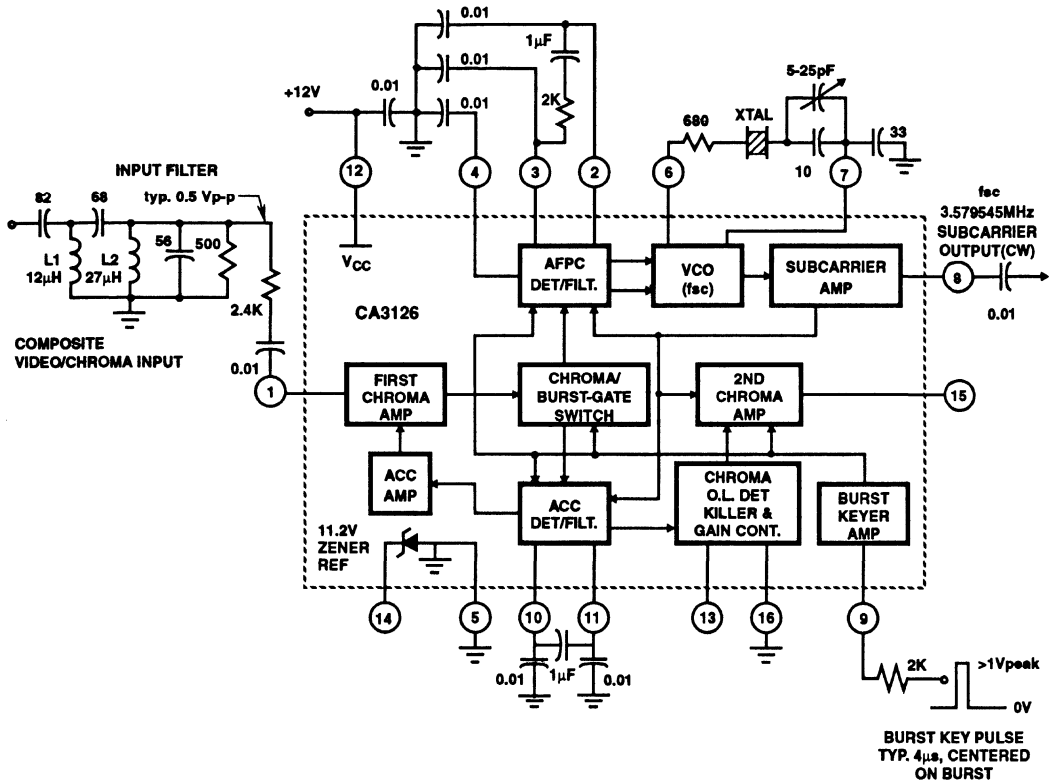 0.01
1µF
0.01
0.01
+12V
0.01
2K
5-25pF
680
XTAL
33
10
12
4
3
2
6
7
INPUT FILTER
typ. 0.5 Vp-p
82
68
56
500
L1
12µH
L2
27µH
2.4K
0.01
COMPOSITE
VIDEO/CHROMA INPUT
VCC
CA3126
AFPC
DET/FILT.
VCO
(fsc)
SUBCARRIER
AMP
fsc
3.579545MHz
SUBCARRIER
OUTPUT(CW)
8
0.01
1
FIRST
CHROMA
AMP
CHROMA/
BURST-GATE
SWITCH
2ND
CHROMA
AMP
15
ACC
AMP
ACC
DET/FILT.
CHROMA
O.L. DET
KILLER &
GAIN CONT.
BURST
KEYER
AMP
11.2V
ZENER
REF
14
5
10
11
13
16
9
0.01
1µF
0.01
2K
>1Vpeak
0V
BURST KEY PULSE
TYP. 4µs, CENTERED
ON BURST